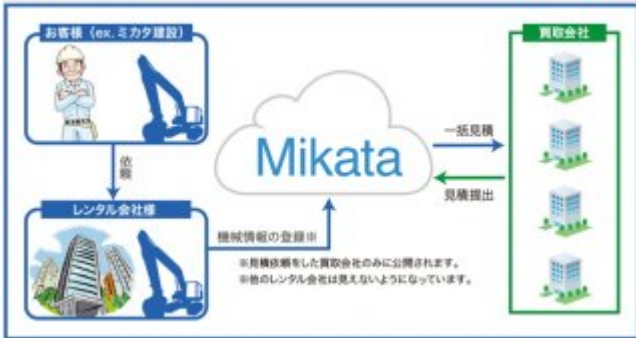 お客様（ex.ミカタ建設）
買取会社
Mikata
一括見積
見積提出
依頼
レンタル会社様
機械情報の登録※
※見積依頼をした買取会社のみに公開されます。
※他のレンタル会社は見えないようになっています。